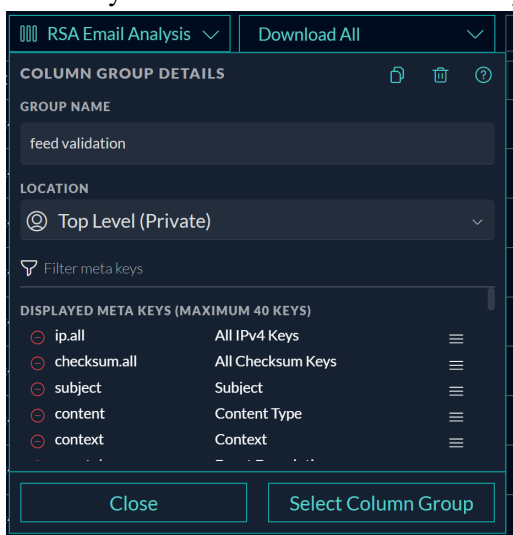 RSA Email Analysis
Download All
COLUMN GROUP DETAILS
GROUP NAME
feed validation
LOCATION
Top Level (Private)
Filter meta keys
DISPLAYED META KEYS (MAXIMUM 40 KEYS)
ip.all All IPv4 Keys
checksum.all All Checksum Keys
subject Subject
content Content Type
context Context
Close
Select Column Group